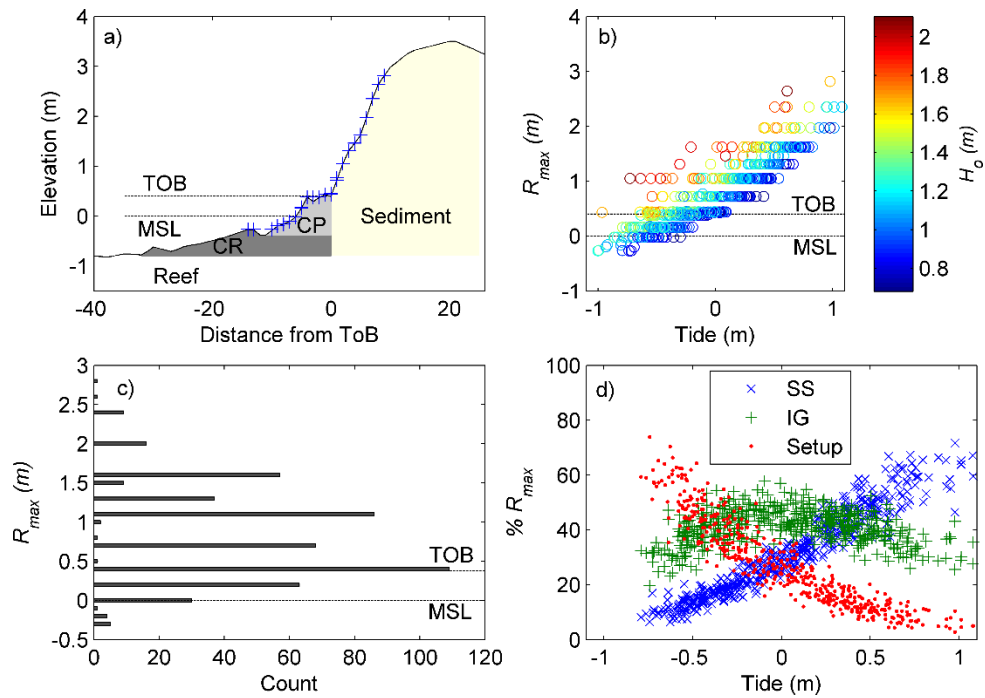 a)
4
3
2
1
0
-1
Elevation (m)
TOB
MSL
CP
CR
Reef
Sediment
-40
-20
0
20
Distance from ToB
b)
4
3
2
1
0
-1
R_max (m)
TOB
MSL
-1
0
1
Tide (m)
2
1.8
1.6
1.4
1.2
1
0.8
H_o (m)
c)
3
2.5
2
1.5
1
0.5
0
-0.5
R_max (m)
TOB
MSL
0
20
40
60
80
100
120
Count
d)
100
80
60
40
20
0
% R_max
SS
IG
Setup
-1
-0.5
0
0.5
1
Tide (m)